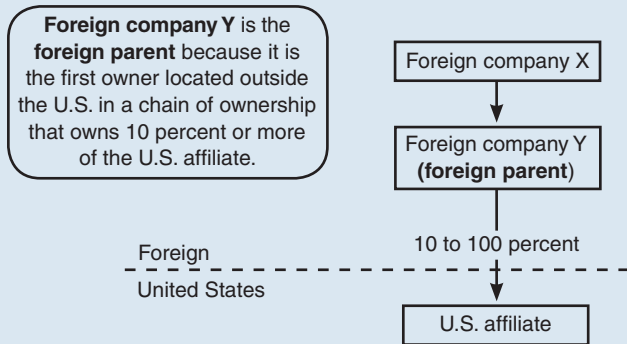 Foreign company Y is the
foreign parent because it is
the first owner located outside
the U.S. in a chain of ownership
that owns 10 percent or more
of the U.S. affiliate.
Foreign company X
Foreign company Y
(foreign parent)
10 to 100 percent
Foreign
United States
U.S. affiliate